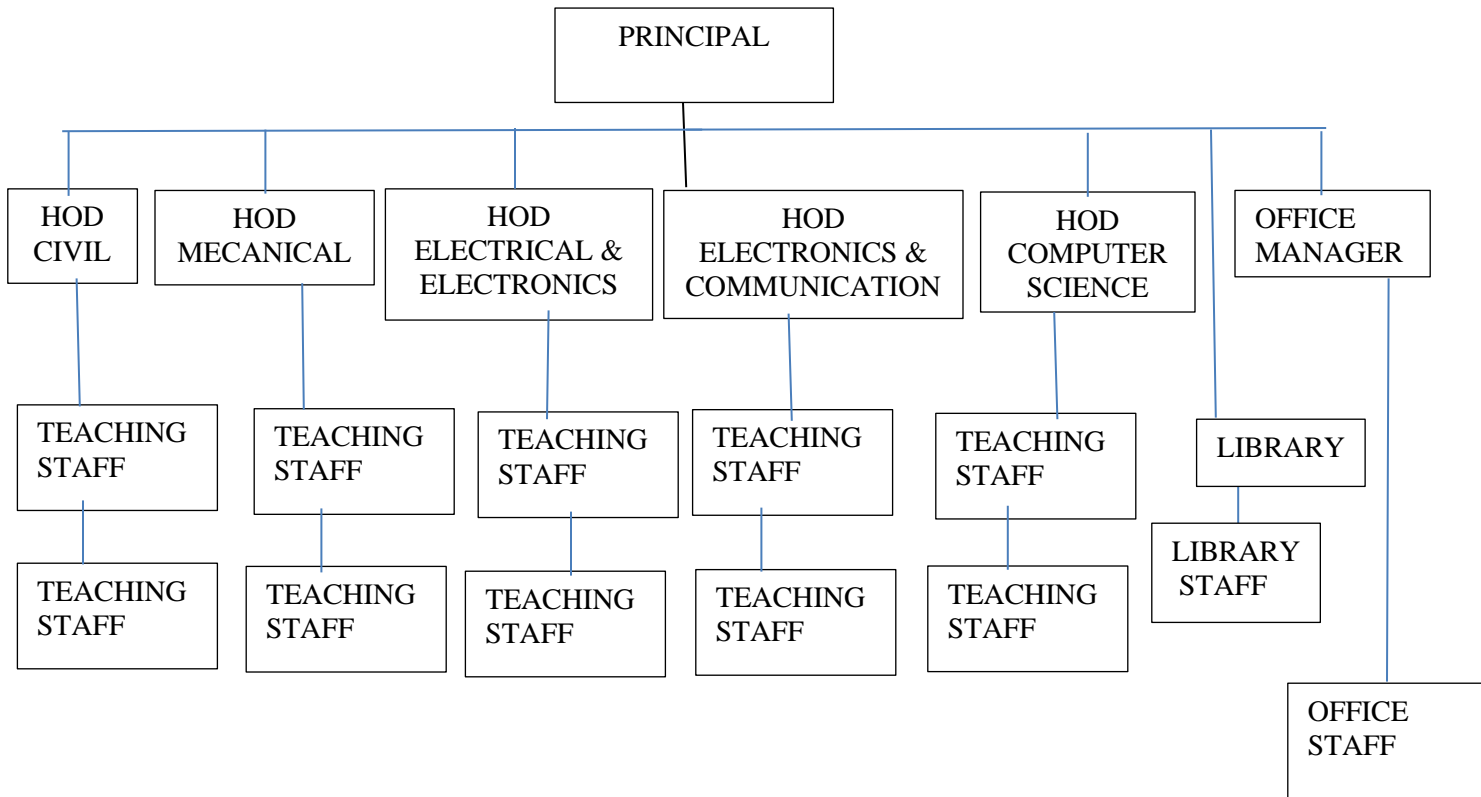 PRINCIPAL
HOD
CIVIL
HOD
MECANICAL
HOD
ELECTRICAL &
ELECTRONICS
HOD
ELECTRONICS &
COMMUNICATION
HOD
COMPUTER
SCIENCE
OFFICE
MANAGER
TEACHING
STAFF
TEACHING
STAFF
TEACHING
STAFF
TEACHING
STAFF
TEACHING
STAFF
LIBRARY
LIBRARY
STAFF
TEACHING
STAFF
TEACHING
STAFF
TEACHING
STAFF
TEACHING
STAFF
TEACHING
STAFF
OFFICE
STAFF